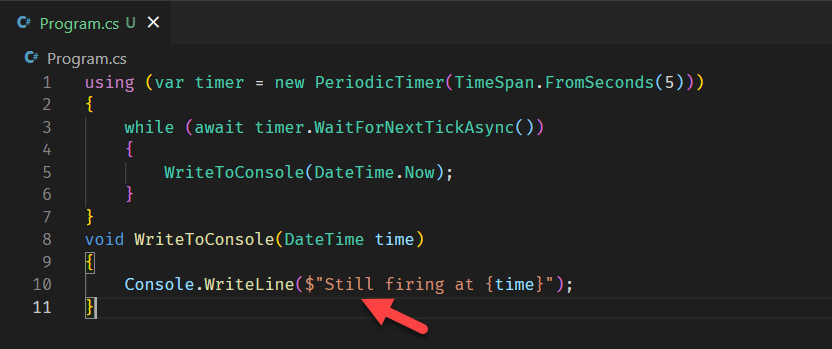 C# Program.cs U ×
C# Program.cs
1 using (var timer = new PeriodicTimer(TimeSpan.FromSeconds(5)))
2 {
3 while (await timer.WaitForNextTickAsync())
4 {
5 WriteToConsole(DateTime.Now);
6 }
7 }
8 void WriteToConsole(DateTime time)
9 {
10 Console.WriteLine($"Still firing at {time}");
11 }